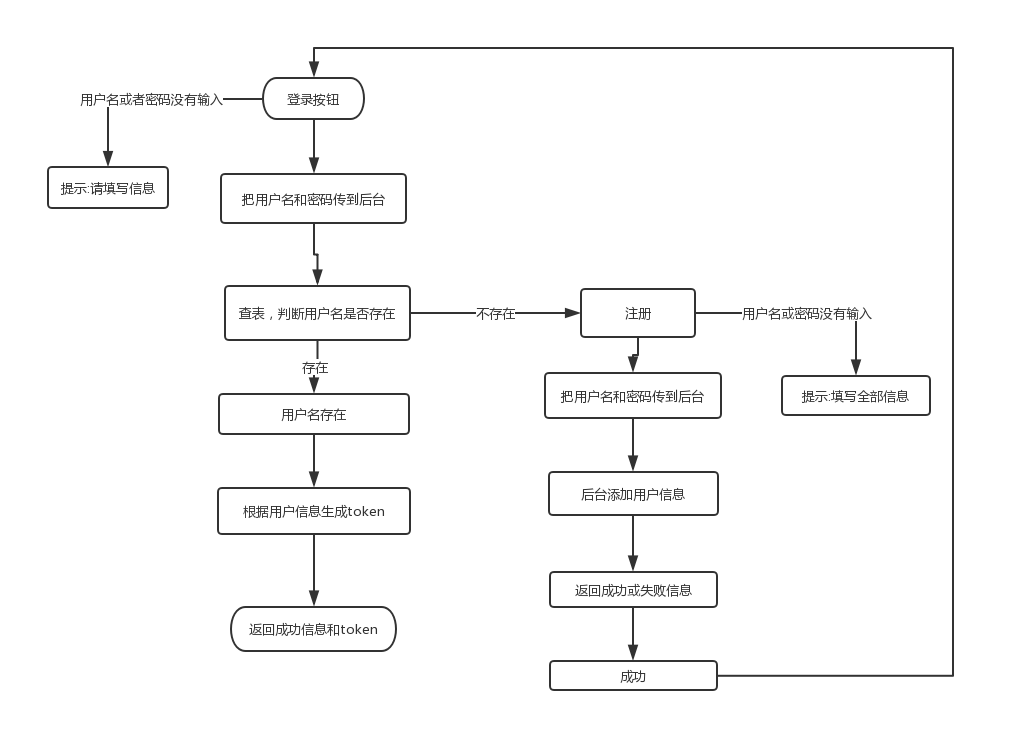 登录按钮
用户名或者密码没有输入
提示:请填写信息
把用户名和密码传到后台
查表，判断用户名是否存在
不存在
注册
用户名或密码没有输入
存在
把用户名和密码传到后台
提示:填写全部信息
用户名存在
后台添加用户信息
根据用户信息生成token
返回成功或失败信息
返回成功信息和token
成功